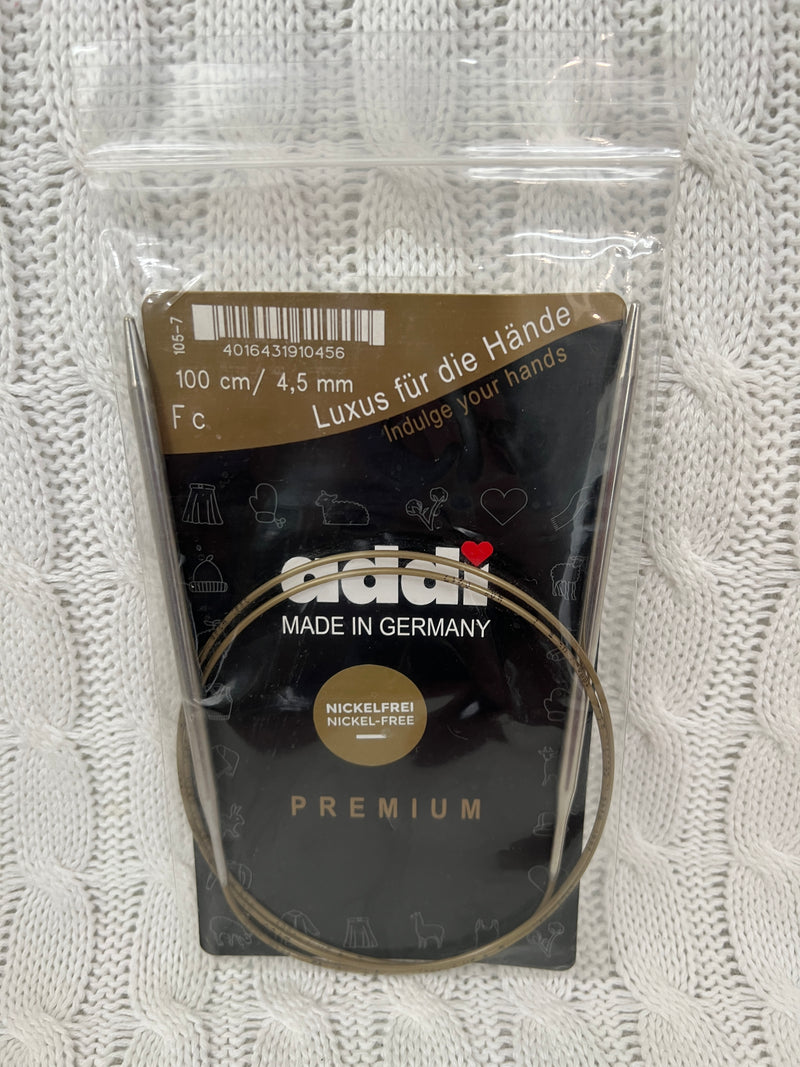 105-7
4016431910456
100 cm/ 4,5 mm
Fc
Luxus für die Hände
Indulge your hands
addi
MADE IN GERMANY
NICKELFREI
NICKEL-FREE
PREMIUM